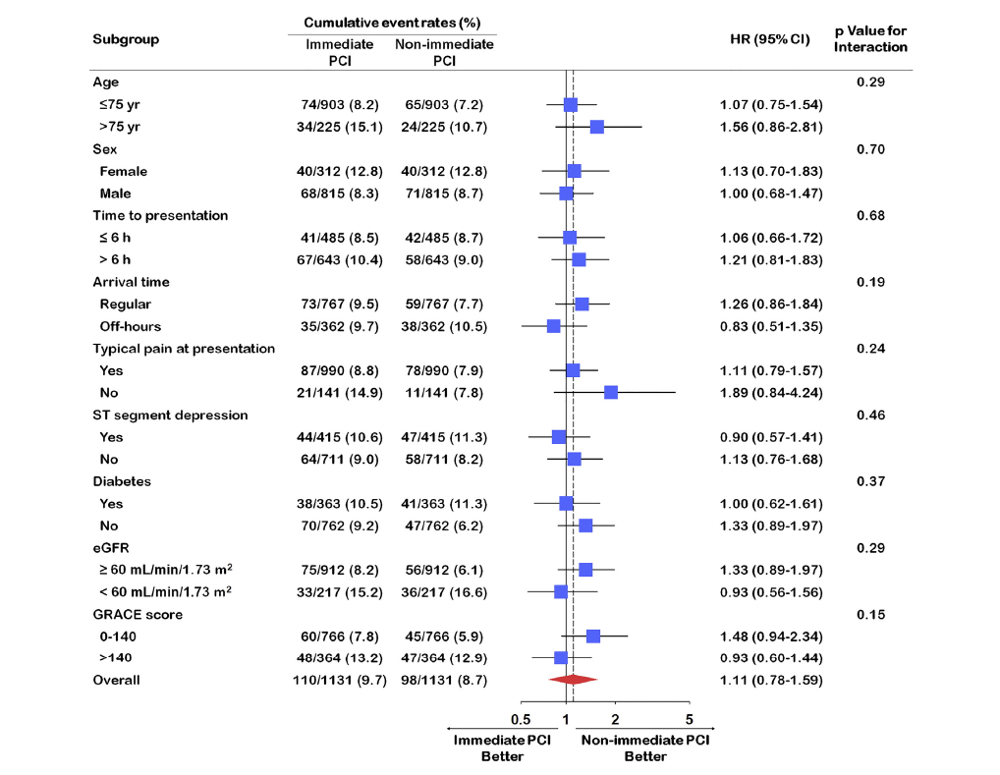 Cumulative event rates (%)
Subgroup Immediate PCI Non-immediate PCI HR (95% CI) p Value for Interaction
Age 0.29
≤75 yr 74/903 (8.2) 65/903 (7.2) 1.07 (0.75-1.54)
>75 yr 34/225 (15.1) 24/225 (10.7) 1.56 (0.86-2.81)
Sex 0.70
Female 40/312 (12.8) 40/312 (12.8) 1.13 (0.70-1.83)
Male 68/815 (8.3) 71/815 (8.7) 1.00 (0.68-1.47)
Time to presentation 0.68
≤ 6 h 41/485 (8.5) 42/485 (8.7) 1.06 (0.66-1.72)
> 6 h 67/643 (10.4) 58/643 (9.0) 1.21 (0.81-1.83)
Arrival time 0.19
Regular 73/767 (9.5) 59/767 (7.7) 1.26 (0.86-1.84)
Off-hours 35/362 (9.7) 38/362 (10.5) 0.83 (0.51-1.35)
Typical pain at presentation 0.24
Yes 87/990 (8.8) 78/990 (7.9) 1.11 (0.79-1.57)
No 21/141 (14.9) 11/141 (7.8) 1.89 (0.84-4.24)
ST segment depression 0.46
Yes 44/415 (10.6) 47/415 (11.3) 0.90 (0.57-1.41)
No 64/711 (9.0) 58/711 (8.2) 1.13 (0.76-1.68)
Diabetes 0.37
Yes 38/363 (10.5) 41/363 (11.3) 1.00 (0.62-1.61)
No 70/762 (9.2) 47/762 (6.2) 1.33 (0.89-1.97)
eGFR 0.29
≥ 60 mL/min/1.73 m² 75/912 (8.2) 56/912 (6.1) 1.33 (0.89-1.97)
< 60 mL/min/1.73 m² 33/217 (15.2) 36/217 (16.6) 0.93 (0.56-1.56)
GRACE score 0.15
0-140 60/766 (7.8) 45/766 (5.9) 1.48 (0.94-2.34)
>140 48/364 (13.2) 47/364 (12.9) 0.93 (0.60-1.44)
Overall 110/1131 (9.7) 98/1131 (8.7) 1.11 (0.78-1.59)
0.5 1 2 5
Immediate PCI Non-immediate PCI
Better Better